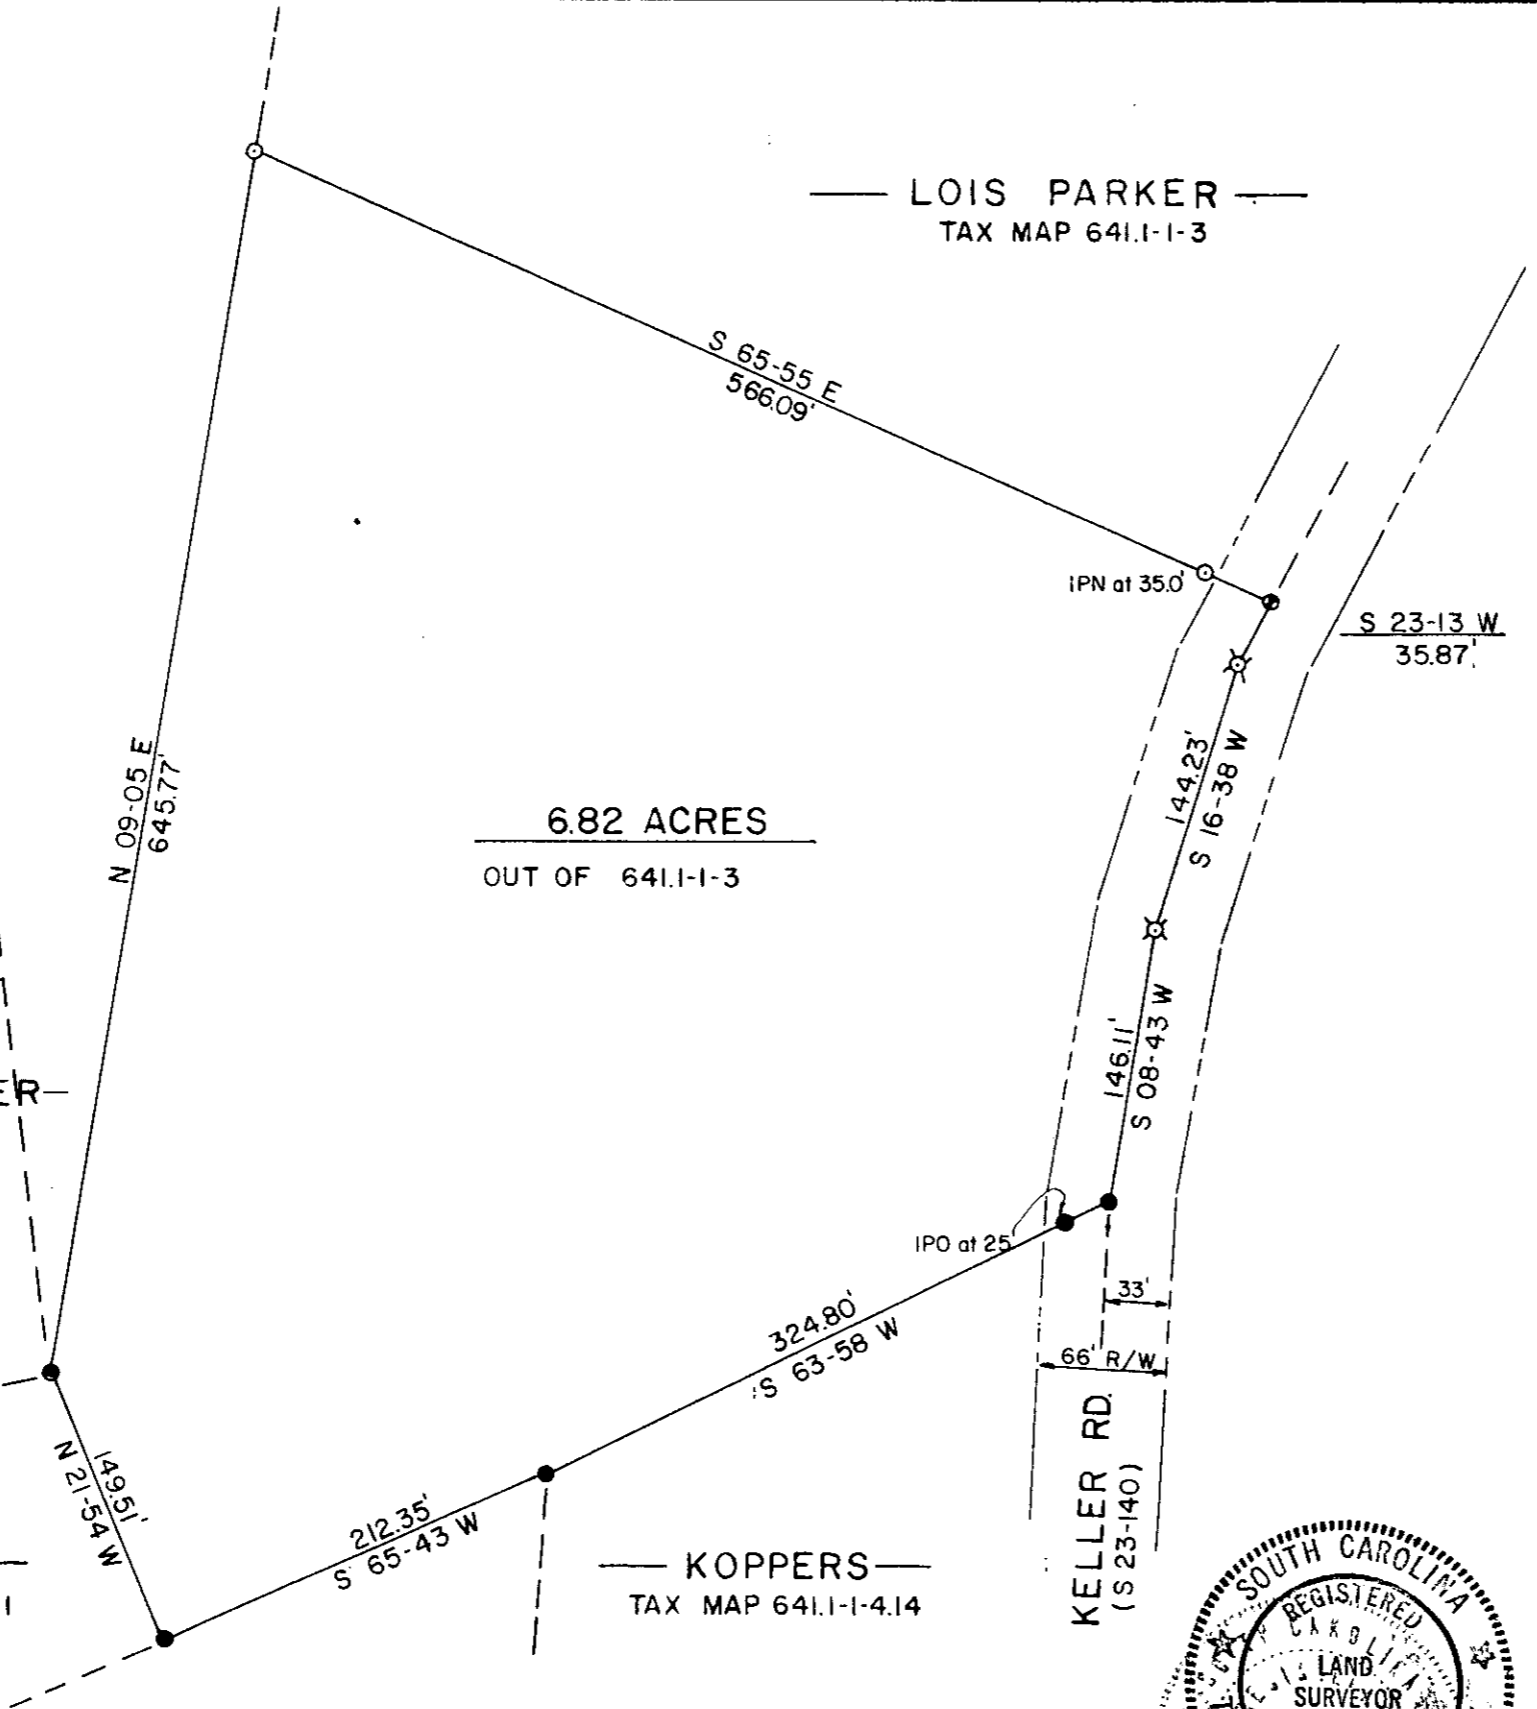 — LOIS PARKER —
TAX MAP 641.1-1-3
S 65-55 E
566.09'
IPN at 35.0'
S 23-13 W
35.87'
144.23'
S 16-38 W
N 09-05 E
645.77'
6.82 ACRES
OUT OF 641.1-1-3
146.11'
S 08-43 W
ER—
IPO at 25'
33'
324.80'
S 63-58 W
66' R/W
149.51'
N 21-54 W
212.35'
S 65-43 W
KELLER RD.
(S 23-140)
— KOPPERS —
TAX MAP 641.1-1-4.14
1
SOUTH CAROLINA
REGISTERED
LAND
SURVEYOR